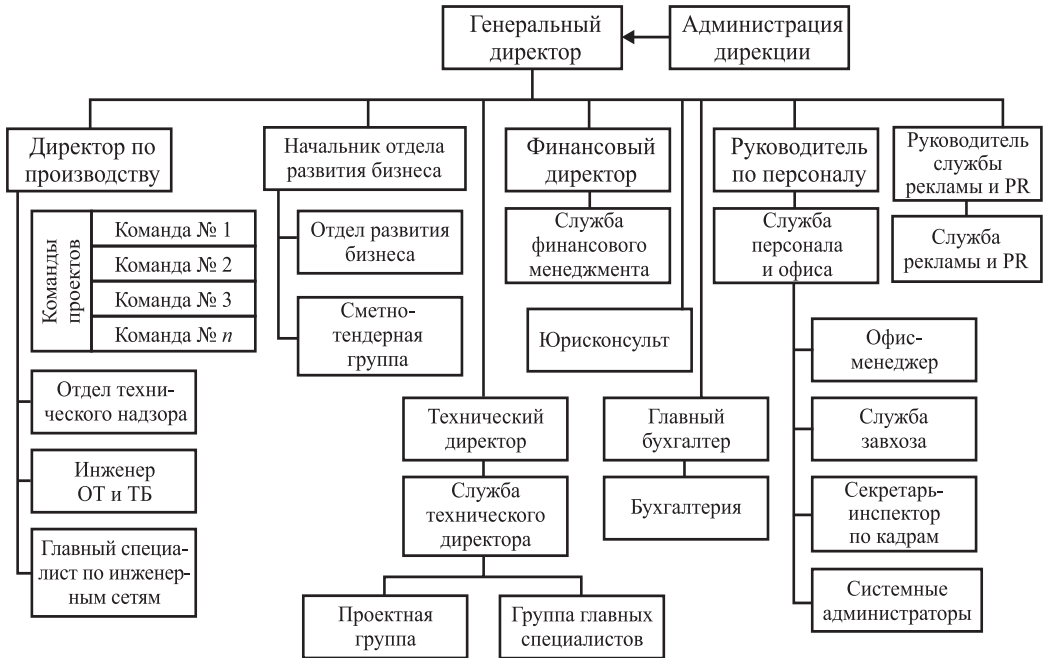 Генеральный
директор
Администрация
дирекции
Директор по
производству
Начальник отдела
развития бизнеса
Финансовый
директор
Руководитель
по персоналу
Руководитель
службы
рекламы и PR
Команды
проектов
Команда № 1
Команда № 2
Команда № 3
Команда № n
Отдел развития
бизнеса
Служба
финансового
менеджмента
Служба
персонала
и офиса
Служба
рекламы и PR
Сметно-
тендерная
группа
Юрисконсульт
Офис-
менеджер
Отдел техни-
ческого надзора
Технический
директор
Главный
бухгалтер
Служба
завхоза
Инженер
ОТ и ТБ
Служба
технического
директора
Бухгалтерия
Секретарь-
инспектор
по кадрам
Главный специа-
лист по инженер-
ным сетям
Проектная
группа
Группа главных
специалистов
Системные
администраторы